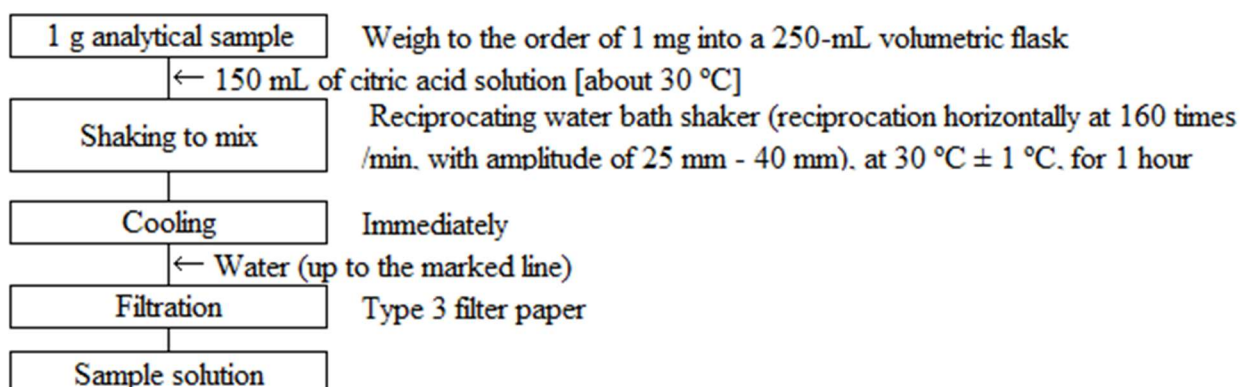 1 g analytical sample Weigh to the order of 1 mg into a 250-mL volumetric flask
← 150 mL of citric acid solution [about 30 ºC]
Shaking to mix Reciprocating water bath shaker (reciprocation horizontally at 160 times
/min, with amplitude of 25 mm - 40 mm), at 30 ºC ± 1 ºC, for 1 hour
Cooling Immediately
← Water (up to the marked line)
Filtration Type 3 filter paper
Sample solution